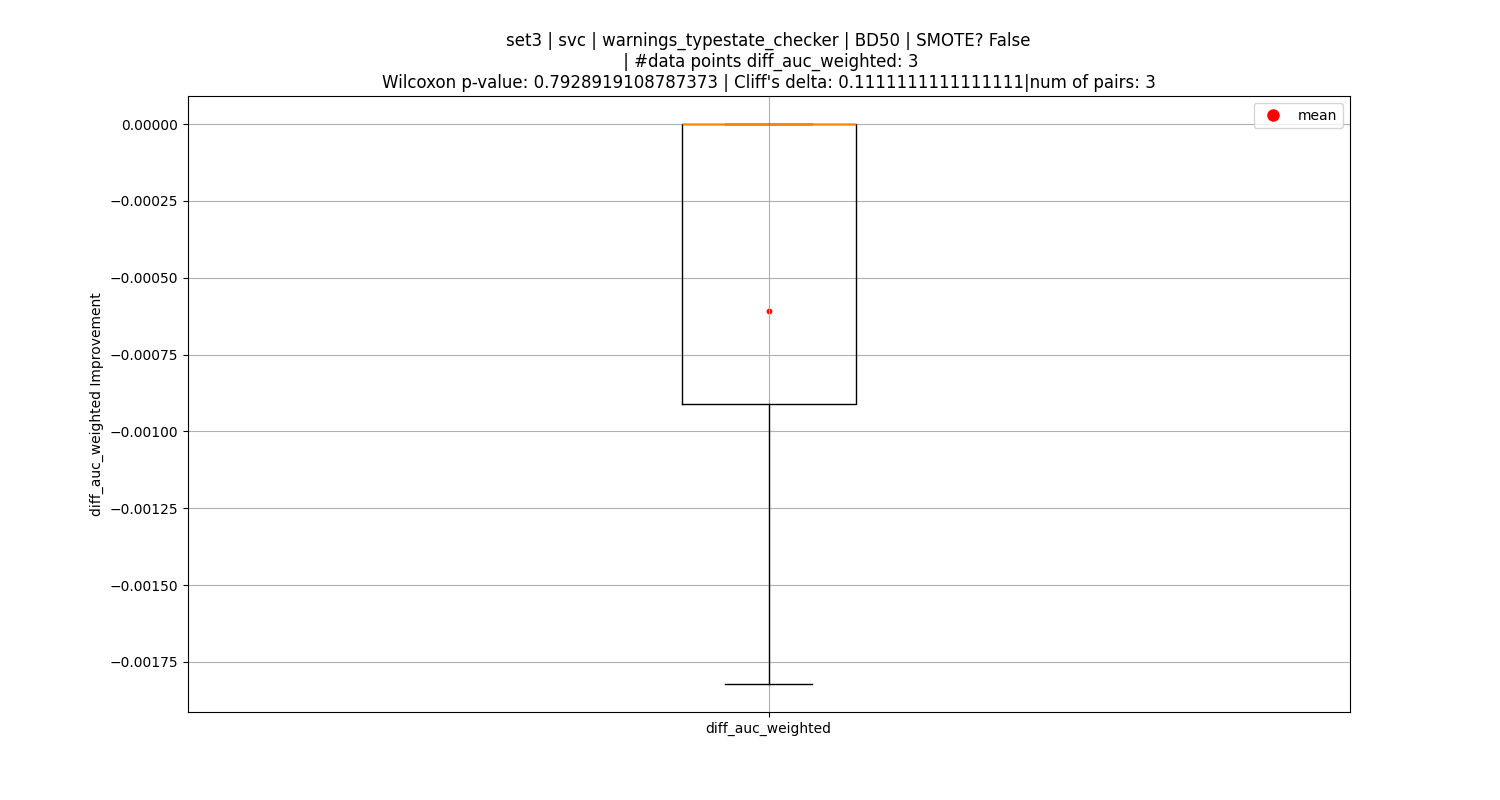 set3 | svc | warnings_typestate_checker | BD50 | SMOTE? False
| #data points diff_auc_weighted: 3
Wilcoxon p-value: 0.7928919108787373 | Cliff's delta: 0.1111111111111111|num of pairs: 3
mean
0.00000
−0.00025
−0.00050
−0.00075
−0.00100
−0.00125
−0.00150
−0.00175
diff_auc_weighted Improvement
diff_auc_weighted